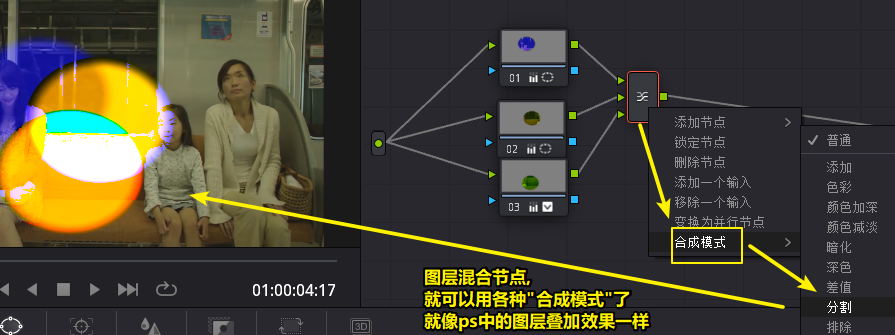 01
02
03
添加节点
锁定节点
删除节点
添加一个输入
移除一个输入
变换为并行节点
合成模式
普通
添加
色彩
颜色加深
颜色减淡
暗化
深色
差值
分割
排除
01:00:04:17
图层混合节点,
就可以用各种"合成模式"了
就像ps中的图层叠加效果一样
3D